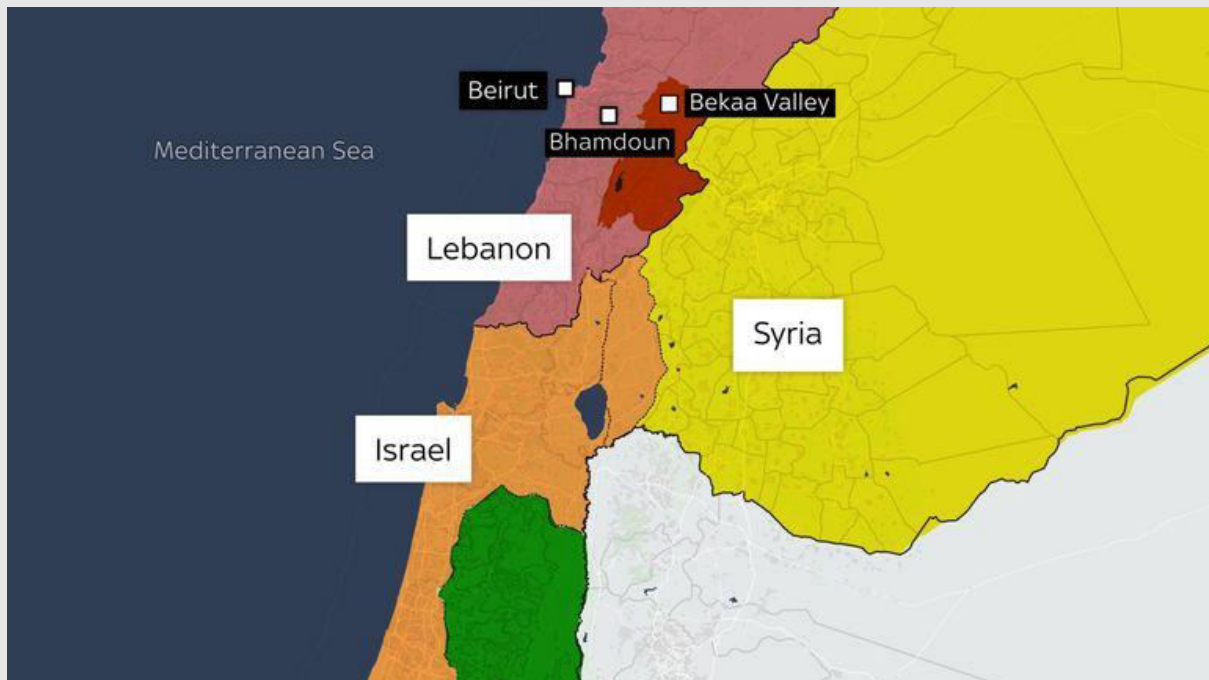 Beirut
Bekaa Valley
Bhamdoun
Mediterranean Sea
Lebanon
Syria
Israel